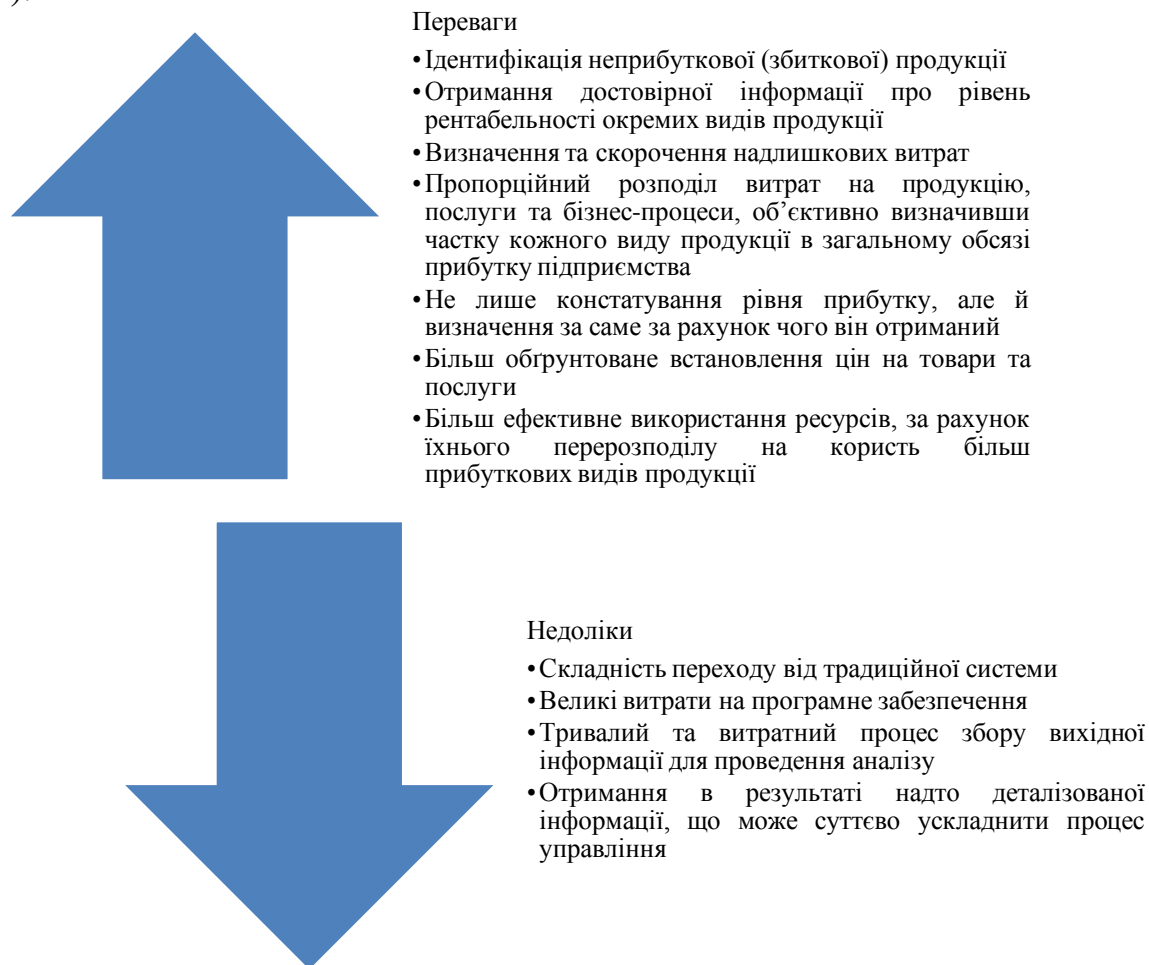 ).
Переваги
•Ідентифікація неприбуткової (збиткової) продукції
•Отримання достовірної інформації про рівень
рентабельності окремих видів продукції
•Визначення та скорочення надлишкових витрат
•Пропорційний розподіл витрат на продукцію,
послуги та бізнес-процеси, об’єктивно визначивши
частку кожного виду продукції в загальному обсязі
прибутку підприємства
•Не лише констатування рівня прибутку, але й
визначення за саме за рахунок чого він отриманий
•Більш обґрунтоване встановлення цін на товари та
послуги
•Більш ефективне використання ресурсів, за рахунок
їхнього перерозподілу на користь більш
прибуткових видів продукції
Недоліки
•Складність переходу від традиційної системи
•Великі витрати на програмне забезпечення
•Тривалий та витратний процес збору вихідної
інформації для проведення аналізу
•Отримання в результаті надто деталізованої
інформації, що може суттєво ускладнити процес
управління